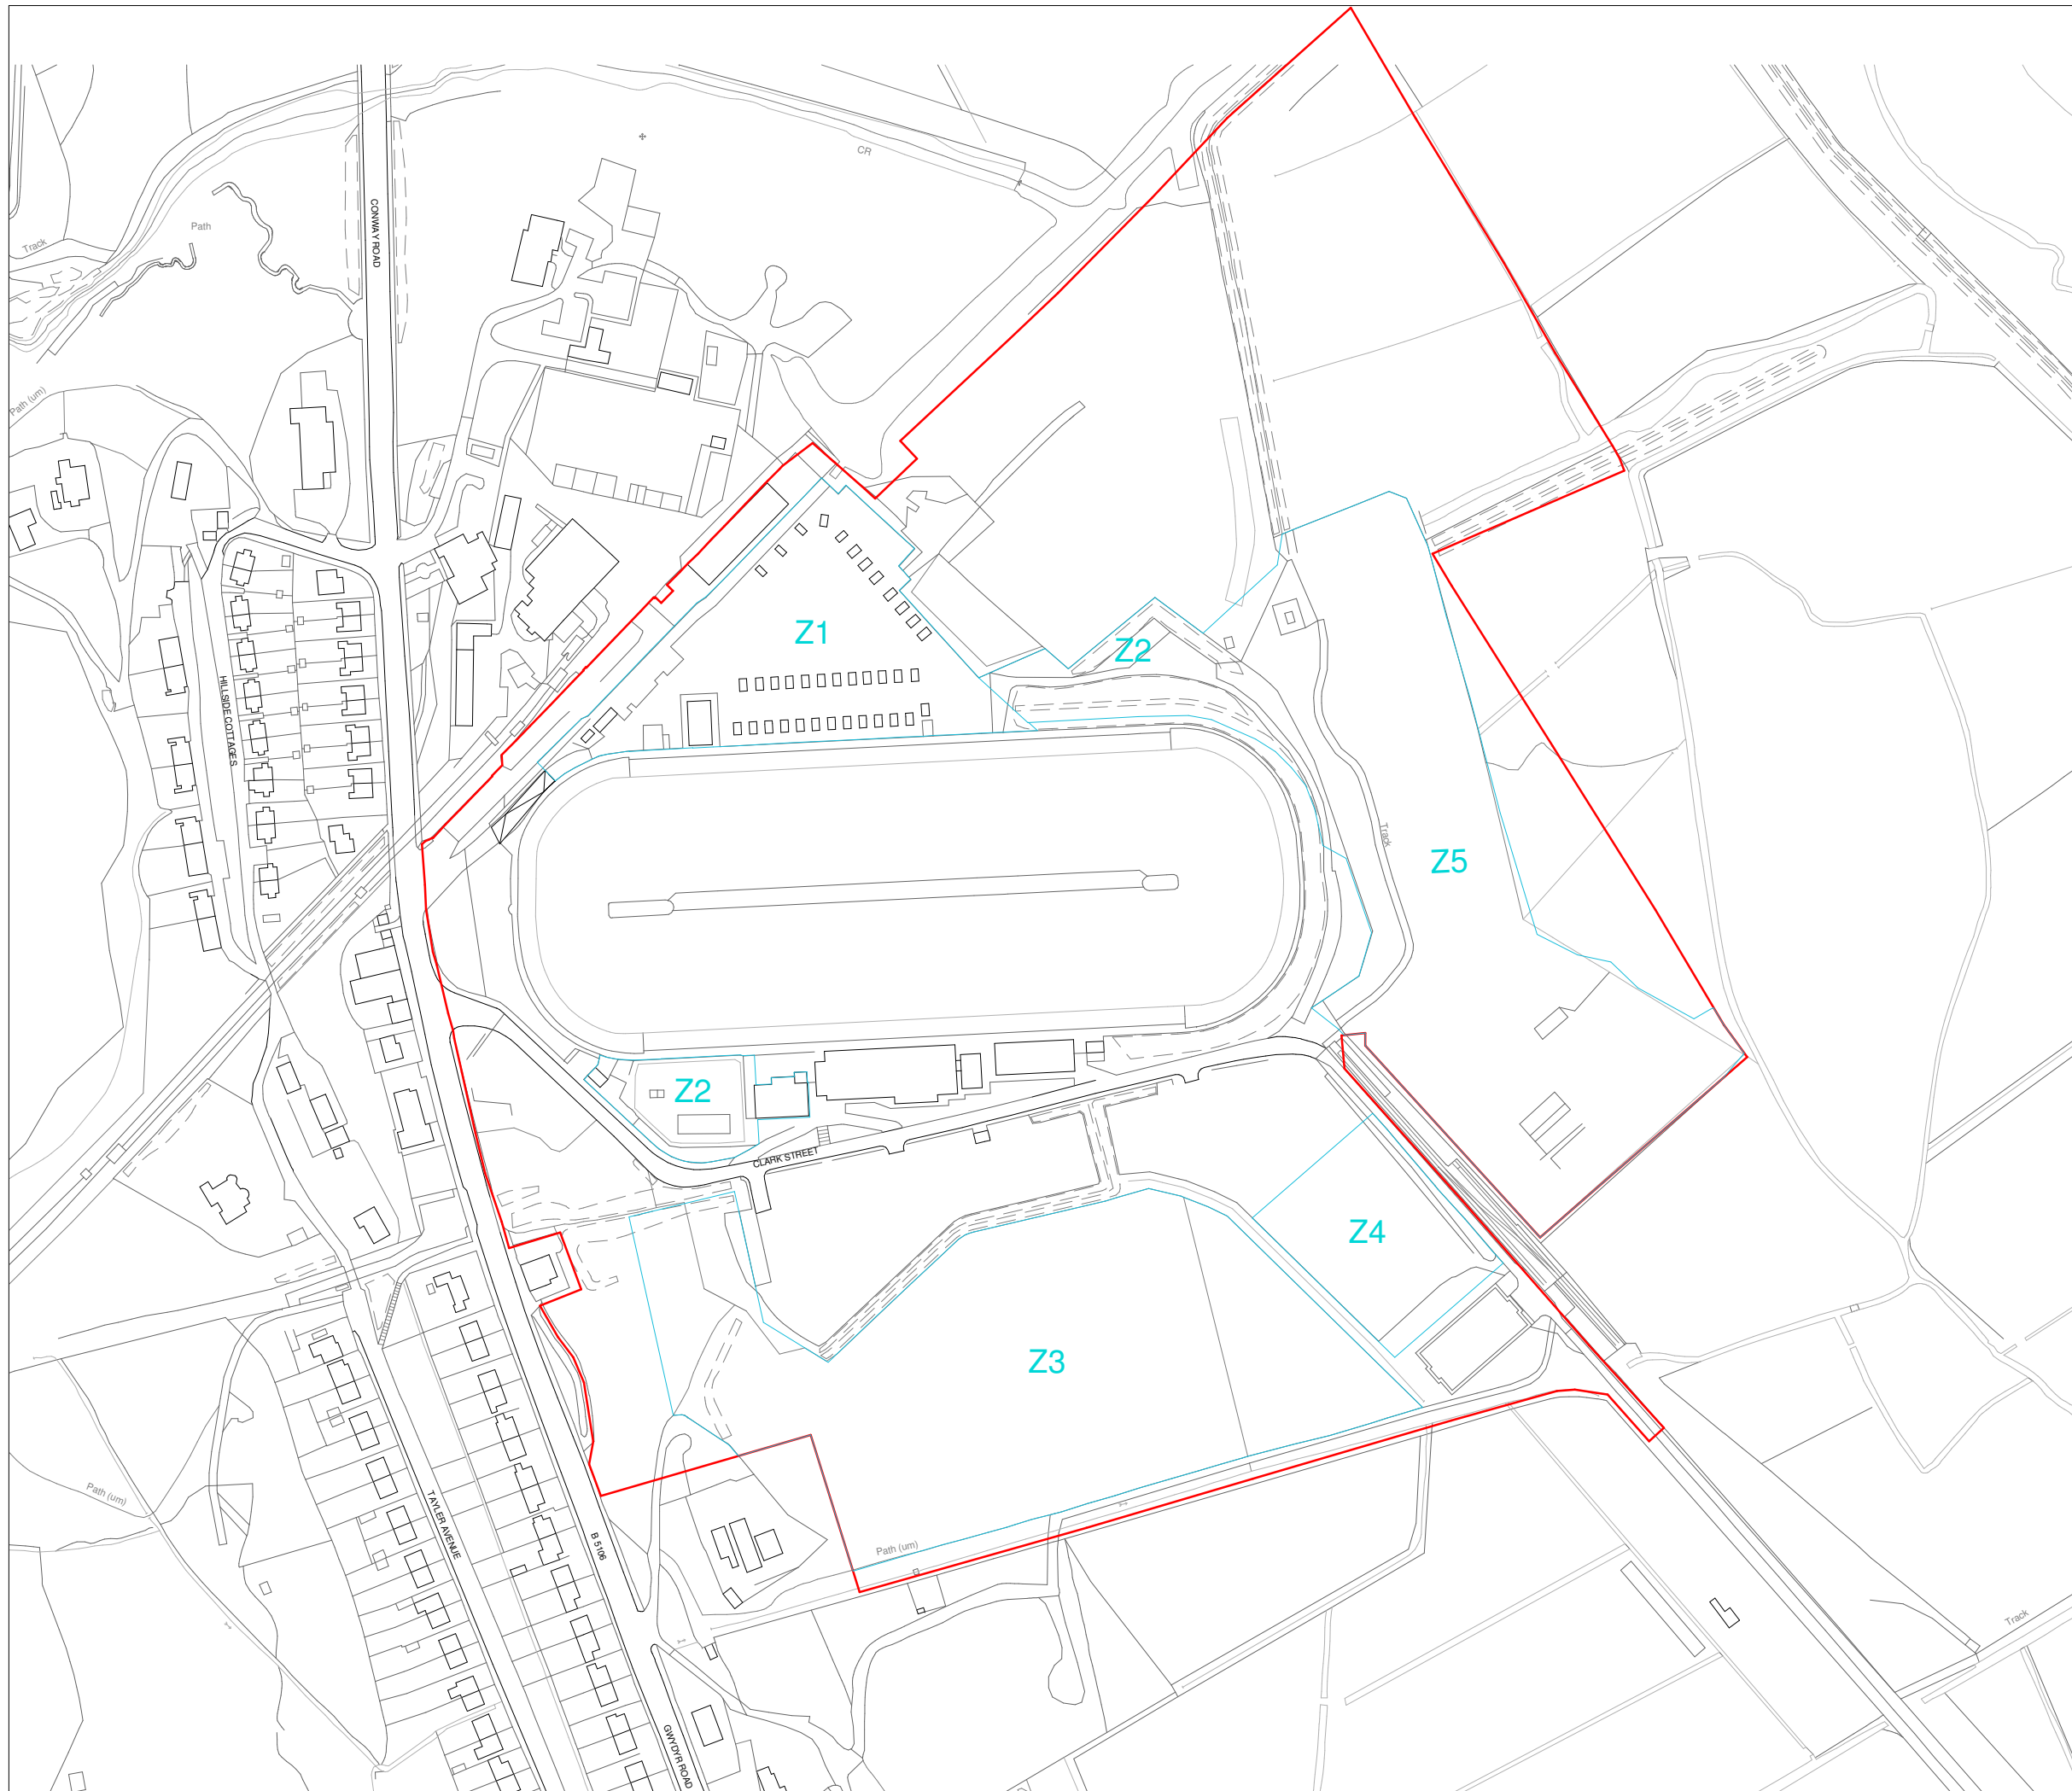 CR
Path
CONWAY ROAD
Track
Path (um)
Z1
Z2
HILLSIDE COTTAGES
Track
Z5
Z2
CLARK STREET
Z4
Z3
Path (um)
TAYLER AVENUE
B 5106
Path (um)
Track
GWYDYR ROAD